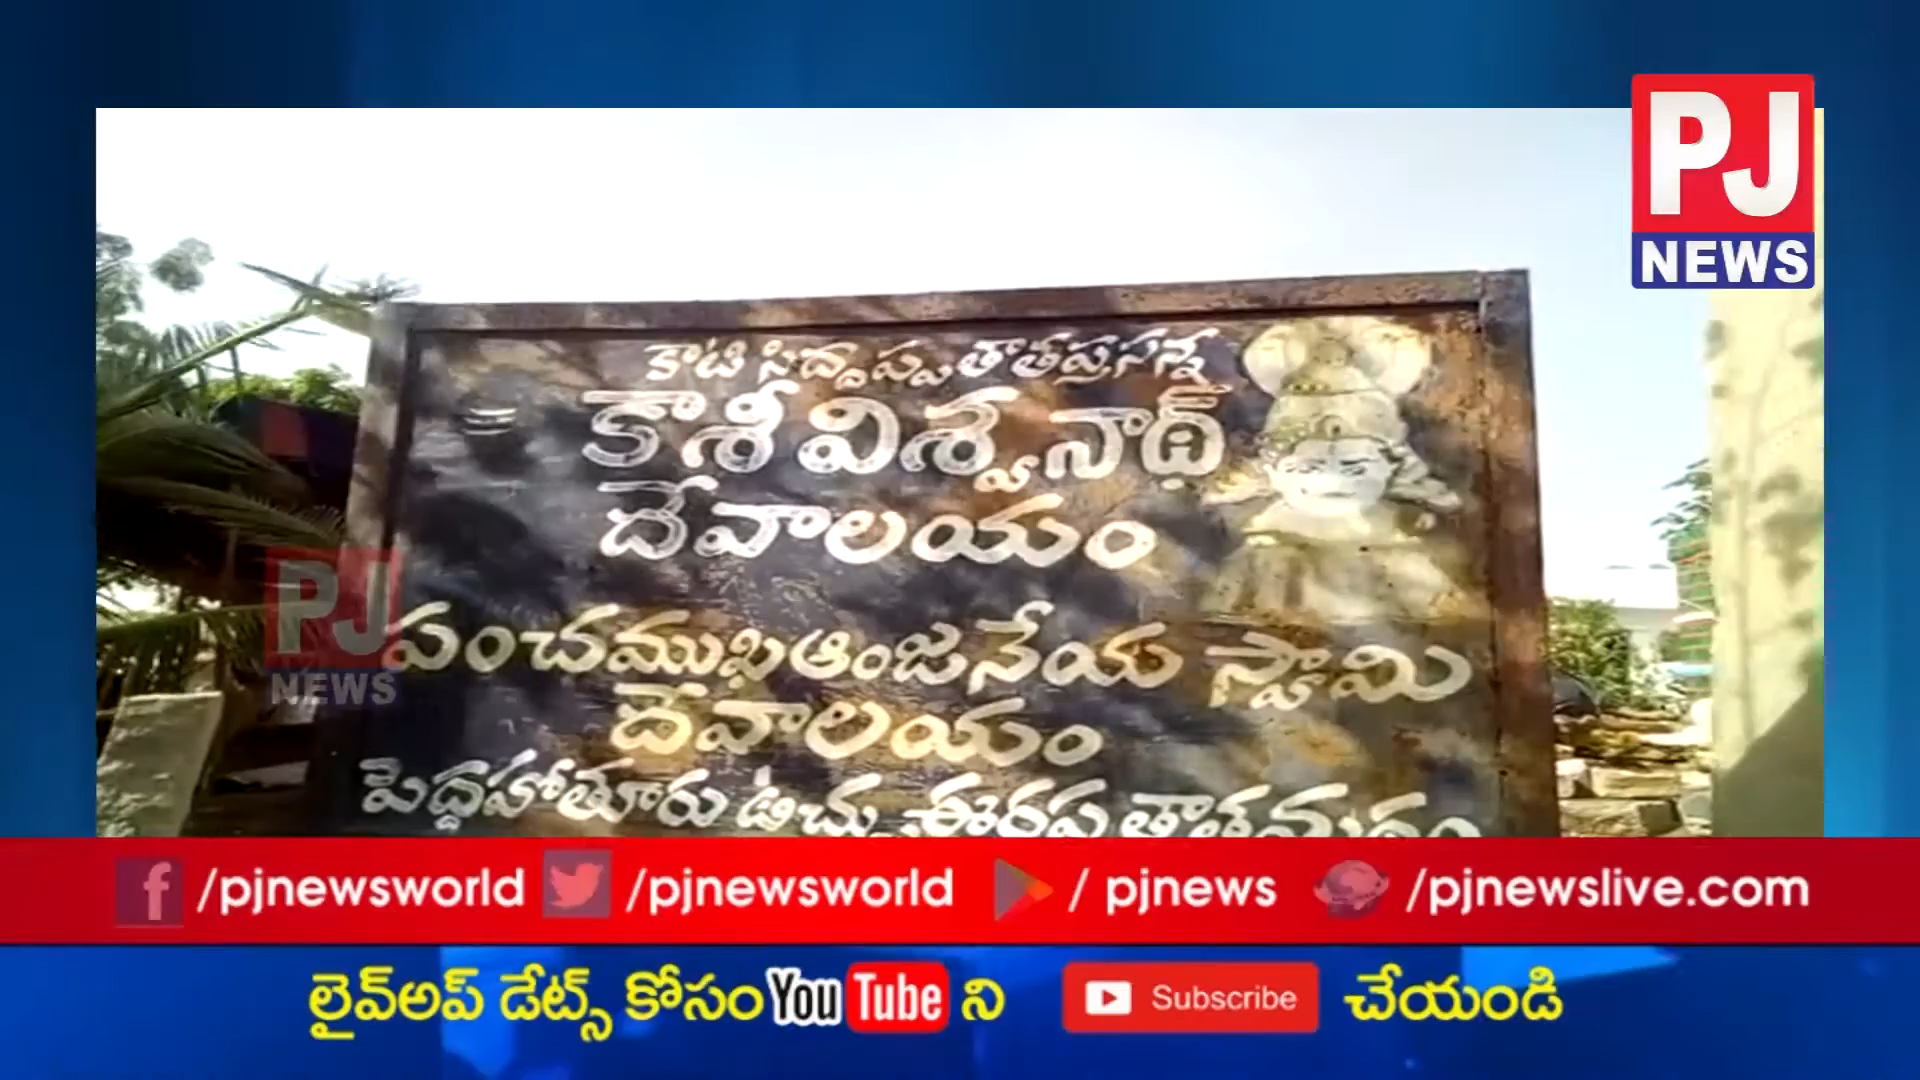 PJ
NEWS
కాటి సిద్ధప్ప తాత ప్రసన్న
కాశీ విశ్వనాథ్
దేవాలయం
పంచముఖ ఆంజనేయ స్వామి
దేవాలయం
పెద్దహోతూరు
PJ
NEWS
/pjnewsworld /pjnewsworld / pjnews /pjnewslive.com
లైవ్అప్ డేట్స్ కోసం YouTube ని Subscribe చేయండి